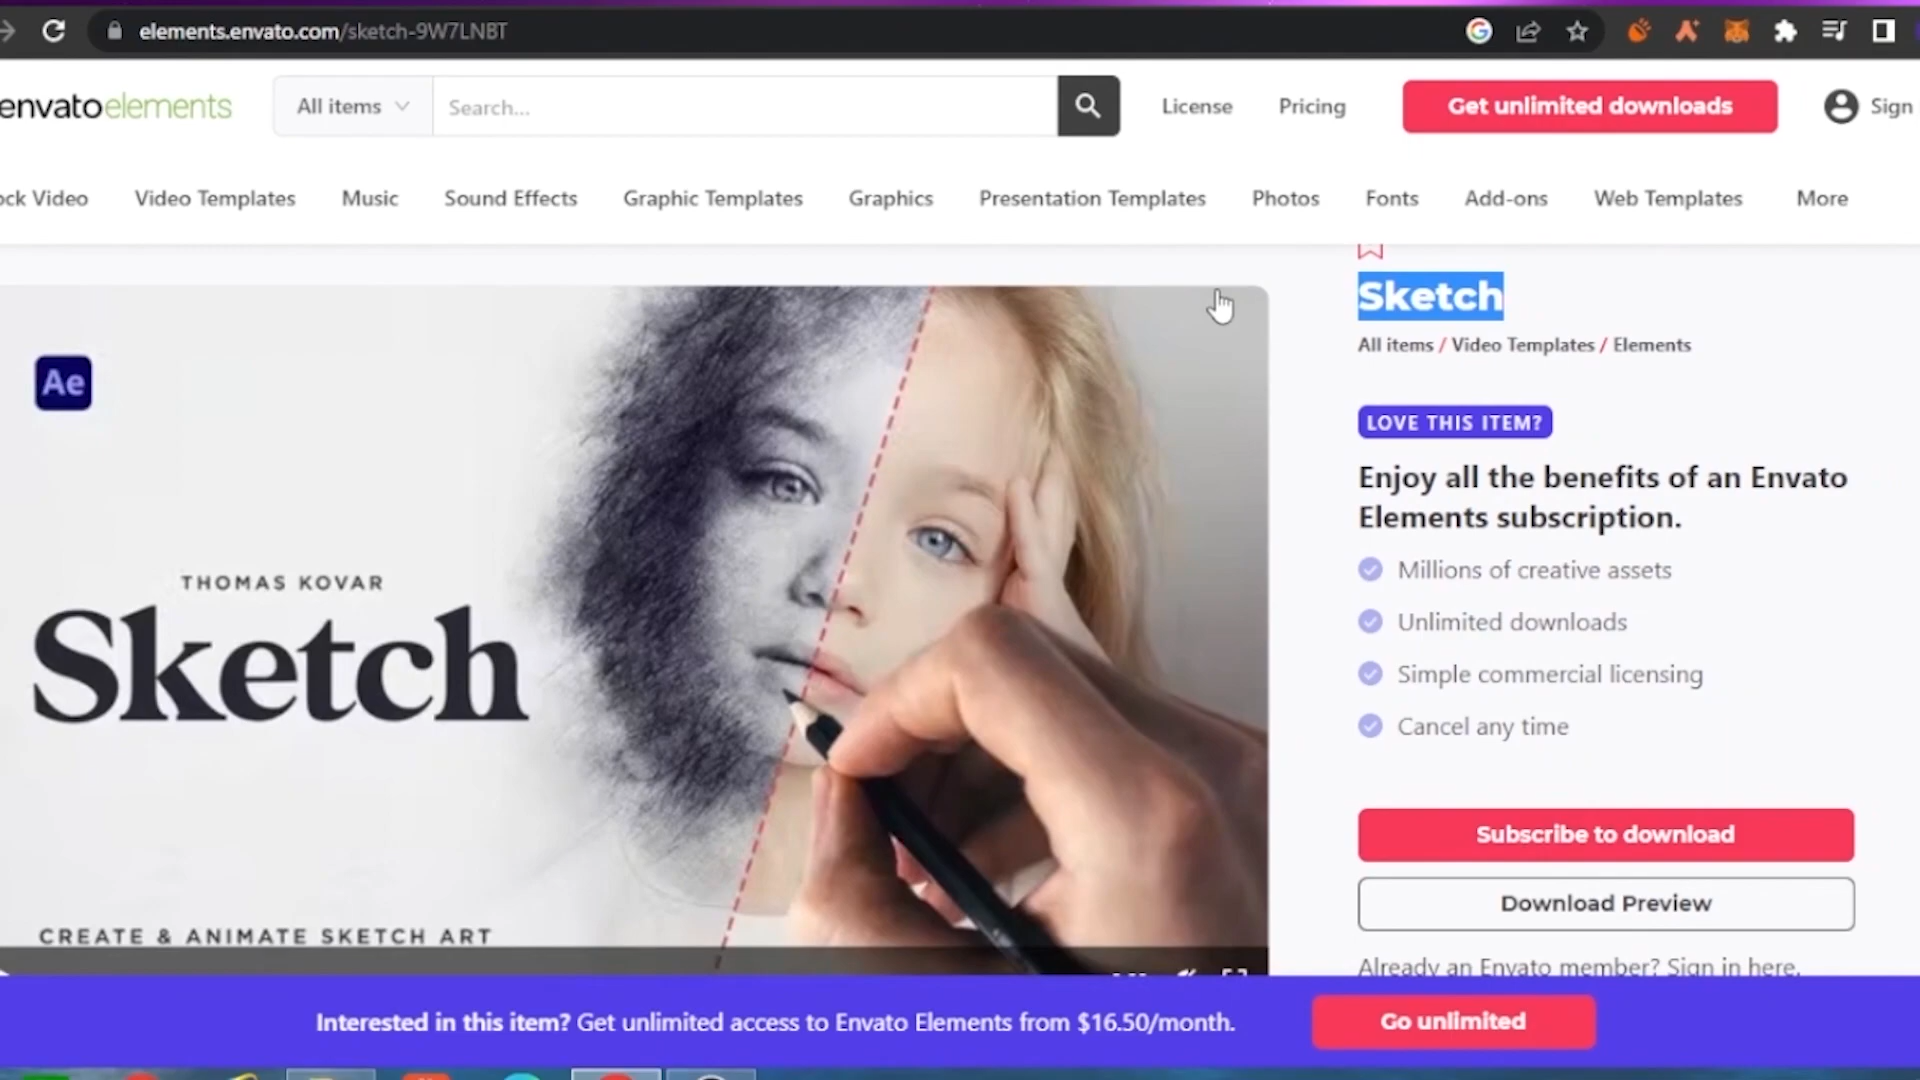 elements.envato.com/sketch-9W7LNBT
envatoelements
All items
Search...
License
Pricing
Get unlimited downloads
Sign
Video
Video Templates
Music
Sound Effects
Graphic Templates
Graphics
Presentation Templates
Photos
Fonts
Add-ons
Web Templates
More
Ae
THOMAS KOVAR
Sketch
CREATE & ANIMATE SKETCH ART
Sketch
All items / Video Templates / Elements
LOVE THIS ITEM?
Enjoy all the benefits of an Envato
Elements subscription.
Millions of creative assets
Unlimited downloads
Simple commercial licensing
Cancel any time
Subscribe to download
Download Preview
Already an Envato member? Sign in here.
Interested in this item? Get unlimited access to Envato Elements from $16.50/month.
Go unlimited